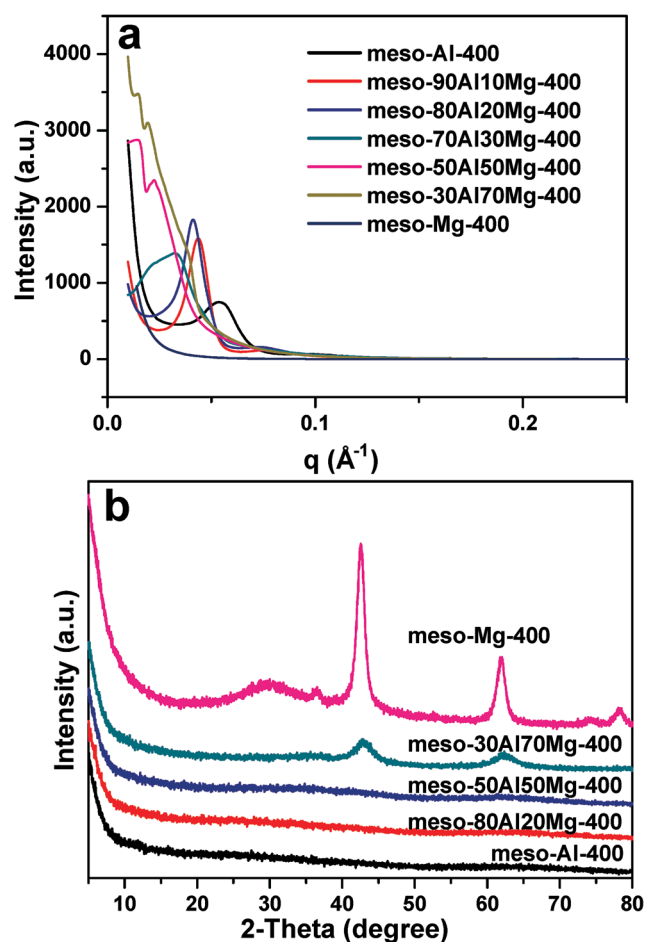 a
4000
3000
2000
1000
0
Intensity (a.u.)
meso-Al-400
meso-90Al10Mg-400
meso-80Al20Mg-400
meso-70Al30Mg-400
meso-50Al50Mg-400
meso-30Al70Mg-400
meso-Mg-400
0.0 0.1 0.2
q (Å-1)
b
Intensity (a.u.)
meso-Mg-400
meso-30Al70Mg-400
meso-50Al50Mg-400
meso-80Al20Mg-400
meso-Al-400
10 20 30 40 50 60 70 80
2-Theta (degree)